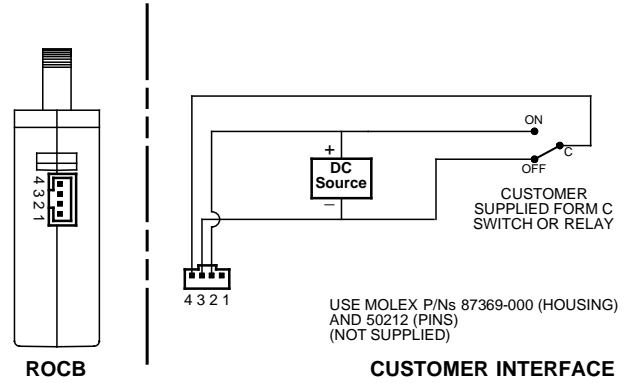 4 3 2 1
ROCB
ON
C
OFF
+
DC
Source
–
CUSTOMER
SUPPLIED FORM C
SWITCH OR RELAY
4 3 2 1
USE MOLEX P/Ns 87369-000 (HOUSING)
AND 50212 (PINS)
(NOT SUPPLIED)
CUSTOMER INTERFACE